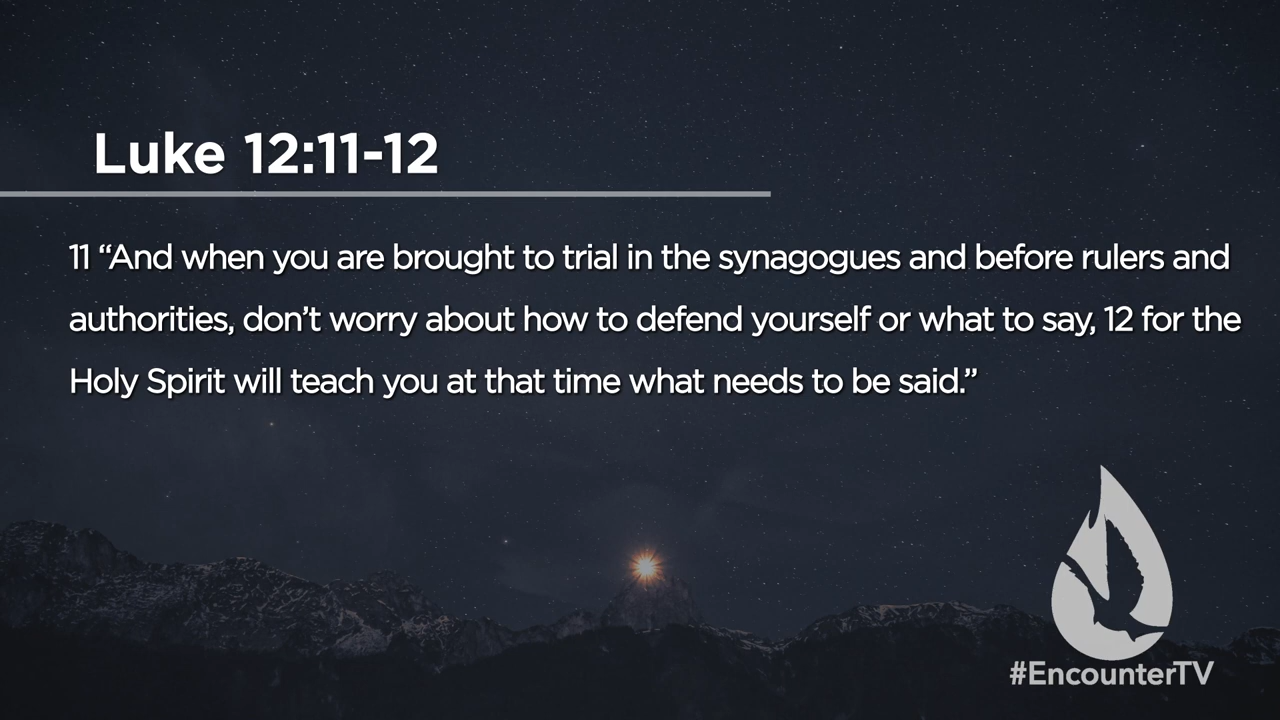 Luke 12:11-12
11 “And when you are brought to trial in the synagogues and before rulers and
authorities, don’t worry about how to defend yourself or what to say, 12 for the
Holy Spirit will teach you at that time what needs to be said.”
#EncounterTV